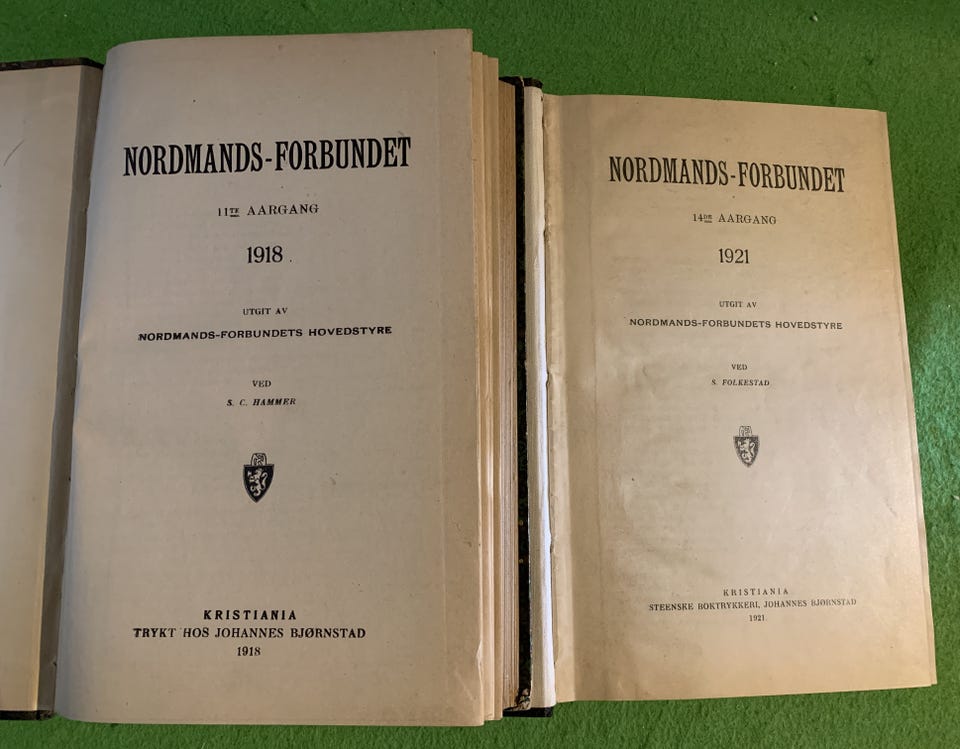 NORDMANDS-FORBUNDET
11TE AARGANG
1918
UTGIT AV
NORDMANDS-FORBUNDETS HOVEDSTYRE
VED
S. C. HAMMER
KRISTIANIA
TRYKT HOS JOHANNES BJØRNSTAD
1918
NORDMANDS-FORBUNDET
14DE AARGANG
1921
UTGIT AV
NORDMANDS-FORBUNDETS HOVEDSTYRE
VED
S. FOLKESTAD
KRISTIANIA
STEENSKE BOKTRYKKERI, JOHANNES BJØRNSTAD
1921